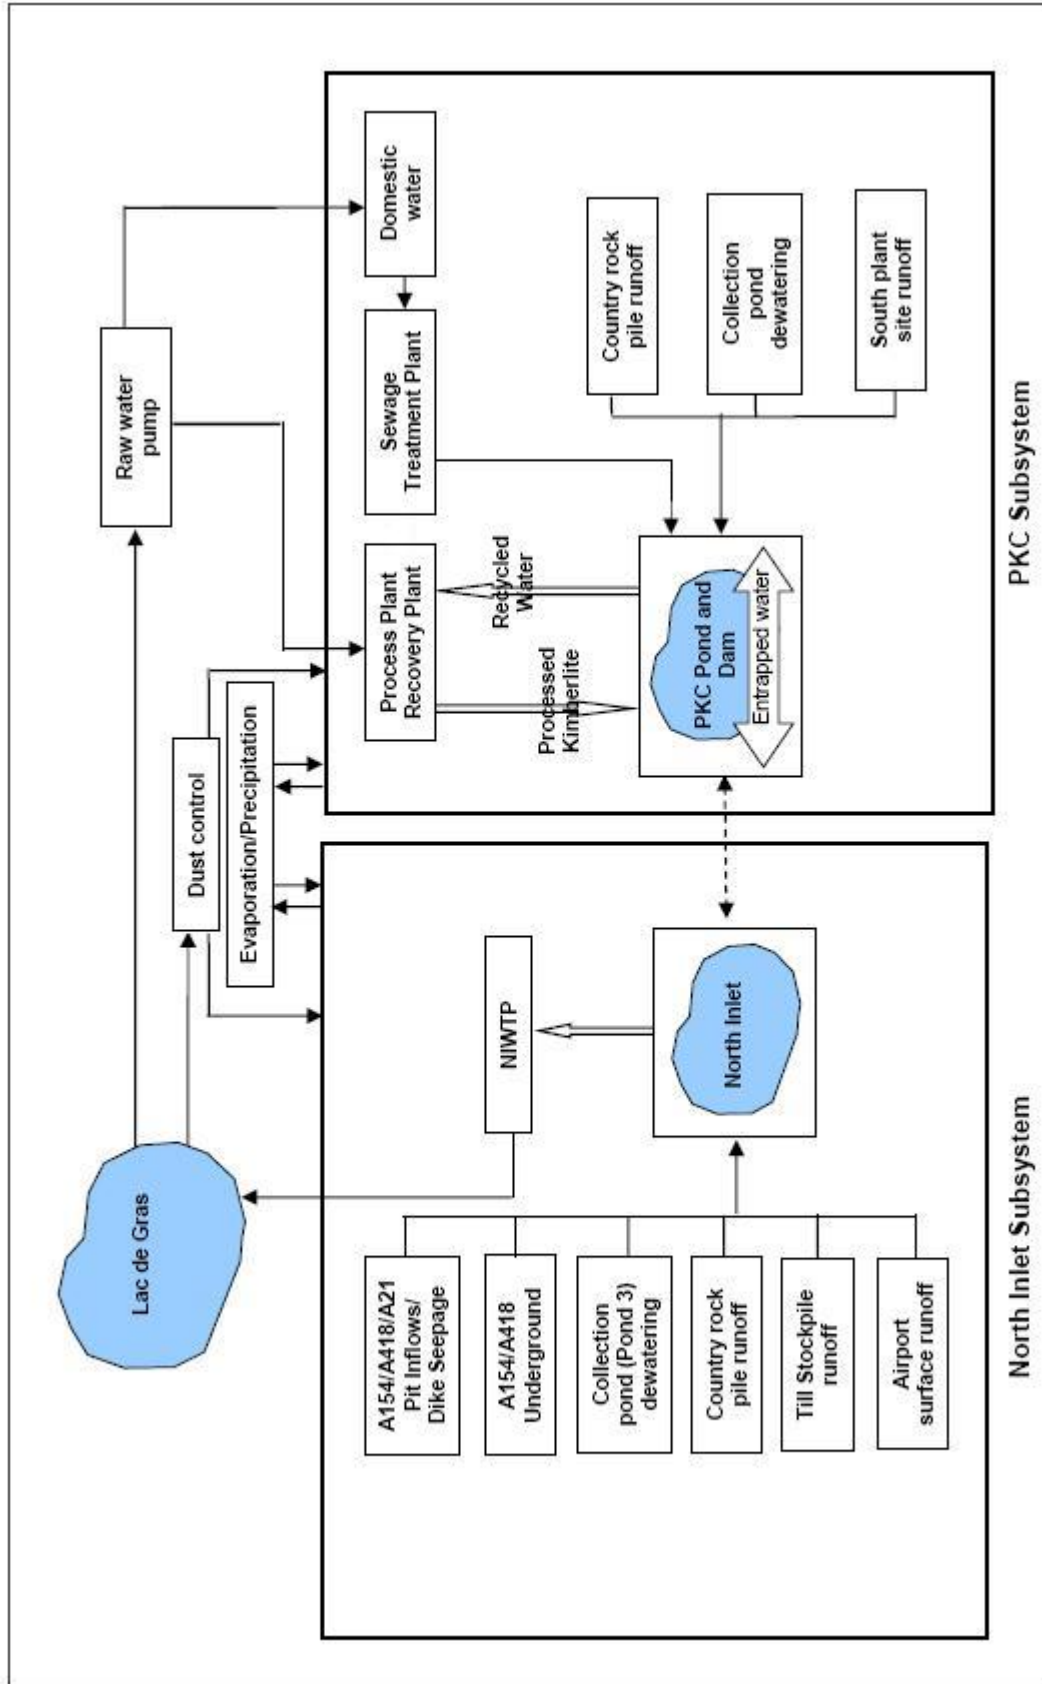 Lac de Gras
Raw water
pump
Dust control
Evaporation/Precipitation
A154/A418/A21
Pit Inflows/
Dike Seepage
A154/A418
Underground
Collection
pond (Pond 3)
dewatering
Country rock
pile runoff
Till Stockpile
runoff
Airport
surface runoff
NIWTP
North Inlet
North Inlet Subsystem
Process Plant
Recovery Plant
Sewage
Treatment Plant
Domestic
water
Processed
Kimberlite
Recycled
Water
PKC Pond and
Dam
Entrapped water
Country rock
pile runoff
Collection
pond
dewatering
South plant
site runoff
PKC Subsystem